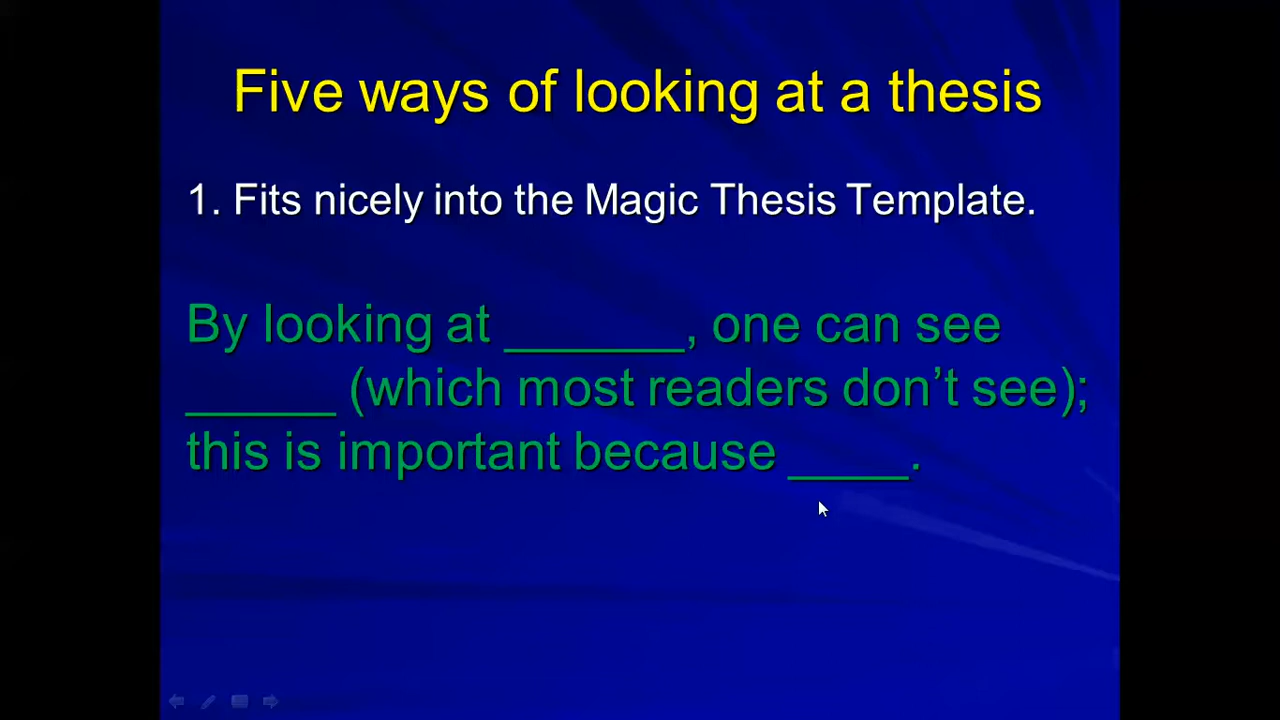 Five ways of looking at a thesis
1. Fits nicely into the Magic Thesis Template.
By looking at ______, one can see
_____ (which most readers don’t see);
this is important because ____.